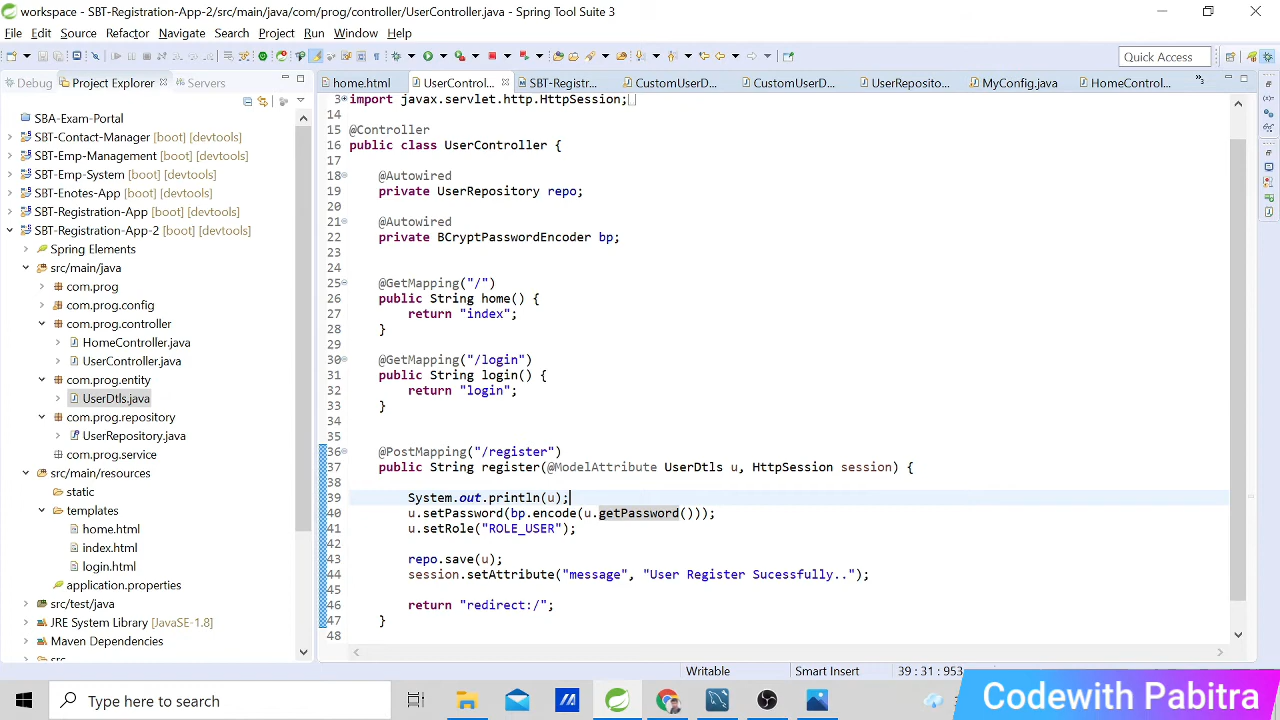 workspace - SBT-Registration-App-2/src/main/java/com/prog/controller/UserController.java - Spring Tool Suite 3
File Edit Source Refactor Navigate Search Project Run Window Help
Quick Access
Debug Project Explorer Servers
home.html UserControl... SBT-Registr... CustomUserD... CustomUserD... UserReposito... MyConfig.java HomeControl...
SBA-Exam-Portal
SBT-Contact-Manager [boot] [devtools]
SBT-Emp-Management [boot] [devtools]
SBT-Emp-System [boot] [devtools]
SBT-Enotes-App [boot] [devtools]
SBT-Registration-App [boot] [devtools]
SBT-Registration-App-2 [boot] [devtools]
Spring Elements
src/main/java
com.prog
com.prog.config
com.prog.controller
HomeController.java
UserController.java
com.prog.entity
UserDtls.java
com.prog.repository
UserRepository.java
com.prog.service
src/main/resources
static
templates
home.html
index.html
login.html
application.properties
src/test/java
JRE System Library [JavaSE-1.8]
Maven Dependencies
src
3 import javax.servlet.http.HttpSession;
14
15 @Controller
16 public class UserController {
17
18 @Autowired
19 private UserRepository repo;
20
21 @Autowired
22 private BCryptPasswordEncoder bp;
23
24
25 @GetMapping("/")
26 public String home() {
27 return "index";
28 }
29
30 @GetMapping("/login")
31 public String login() {
32 return "login";
33 }
34
35
36 @PostMapping("/register")
37 public String register(@ModelAttribute UserDtls u, HttpSession session) {
38
39 System.out.println(u);
40 u.setPassword(bp.encode(u.getPassword()));
41 u.setRole("ROLE_USER");
42
43 repo.save(u);
44 session.setAttribute("message", "User Register Sucessfully..");
45
46 return "redirect:/";
47 }
48
Writable Smart Insert 39 : 31 : 953
Type here to search
Codewith Pabitra